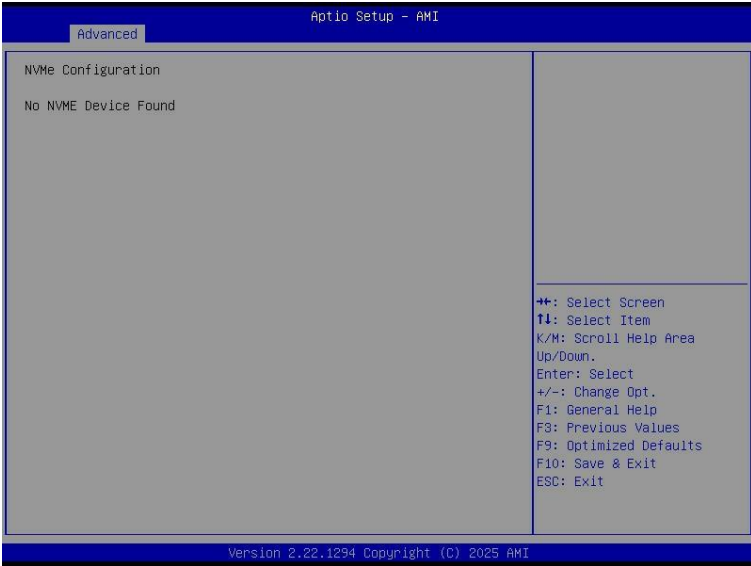 Aptio Setup – AMI
Advanced
NVMe Configuration
No NVME Device Found
→←: Select Screen
↑↓: Select Item
K/M: Scroll Help Area
Up/Down.
Enter: Select
+/-: Change Opt.
F1: General Help
F3: Previous Values
F9: Optimized Defaults
F10: Save & Exit
ESC: Exit
Version 2.22.1294 Copyright (C) 2025 AMI